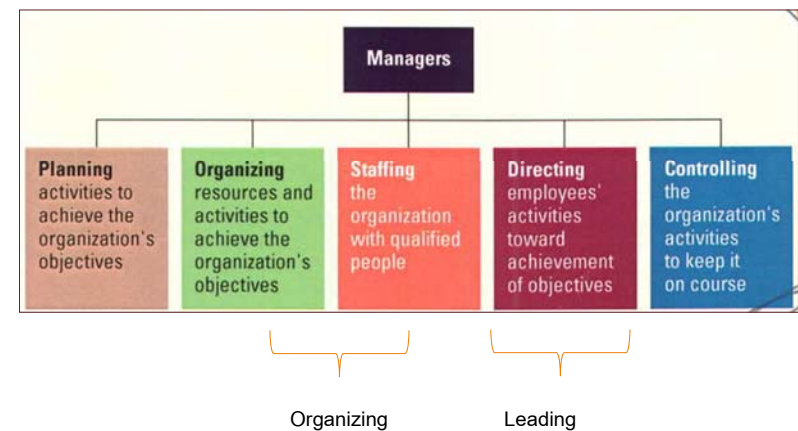 Managers
Planning
activities to
achieve the
organization's
objectives
Organizing
resources and
activities to
achieve the
organization's
objectives
Staffing
the
organization
with qualified
people
Directing
employees'
activities
toward
achievement
of objectives
Controlling
the
organization's
activities
to keep it
on course
Organizing
Leading